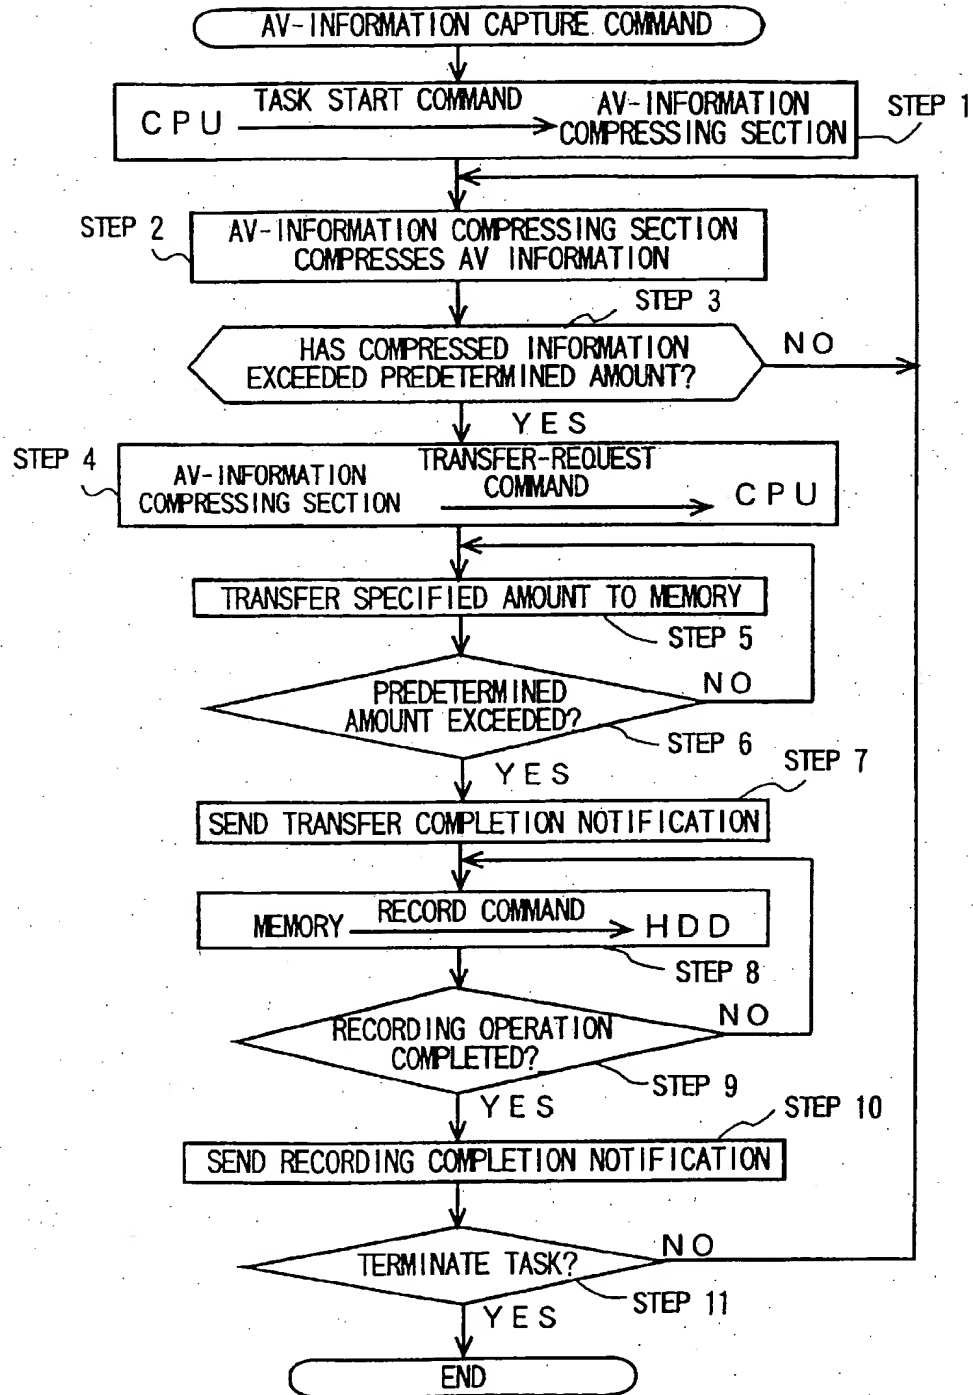 AV-INFORMATION CAPTURE COMMAND
TASK START COMMAND
CPU
AV-INFORMATION
COMPRESSING SECTION
STEP 1
STEP 2
AV-INFORMATION COMPRESSING SECTION
COMPRESSES AV INFORMATION
STEP 3
HAS COMPRESSED INFORMATION
EXCEEDED PREDETERMINED AMOUNT?
NO
YES
STEP 4
AV-INFORMATION
COMPRESSING SECTION
TRANSFER-REQUEST
COMMAND
CPU
TRANSFER SPECIFIED AMOUNT TO MEMORY
STEP 5
PREDETERMINED
AMOUNT EXCEEDED?
NO
STEP 6
YES
STEP 7
SEND TRANSFER COMPLETION NOTIFICATION
RECORD COMMAND
MEMORY
HDD
STEP 8
RECORDING OPERATION
COMPLETED?
NO
STEP 9
YES
STEP 10
SEND RECORDING COMPLETION NOTIFICATION
TERMINATE TASK?
NO
STEP 11
YES
END